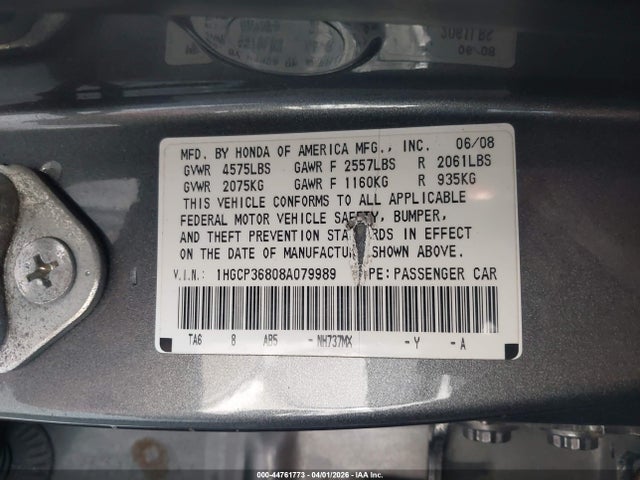 MFD. BY HONDA OF AMERICA MFG., INC. 06/08
GVWR 4575LBS GAWR F 2557LBS R 2061LBS
GVWR 2075KG GAWR F 1160KG R 935KG
THIS VEHICLE CONFORMS TO ALL APPLICABLE
FEDERAL MOTOR VEHICLE SAFETY, BUMPER,
AND THEFT PREVENTION STANDARDS IN EFFECT
ON THE DATE OF MANUFACTURE SHOWN ABOVE.
V.I.N.: 1HGCP36808A079989 PE: PASSENGER CAR
TA6 8 AB5 - NH737MX - Y - A
000-44761773 04/01/2026 IAA Inc.